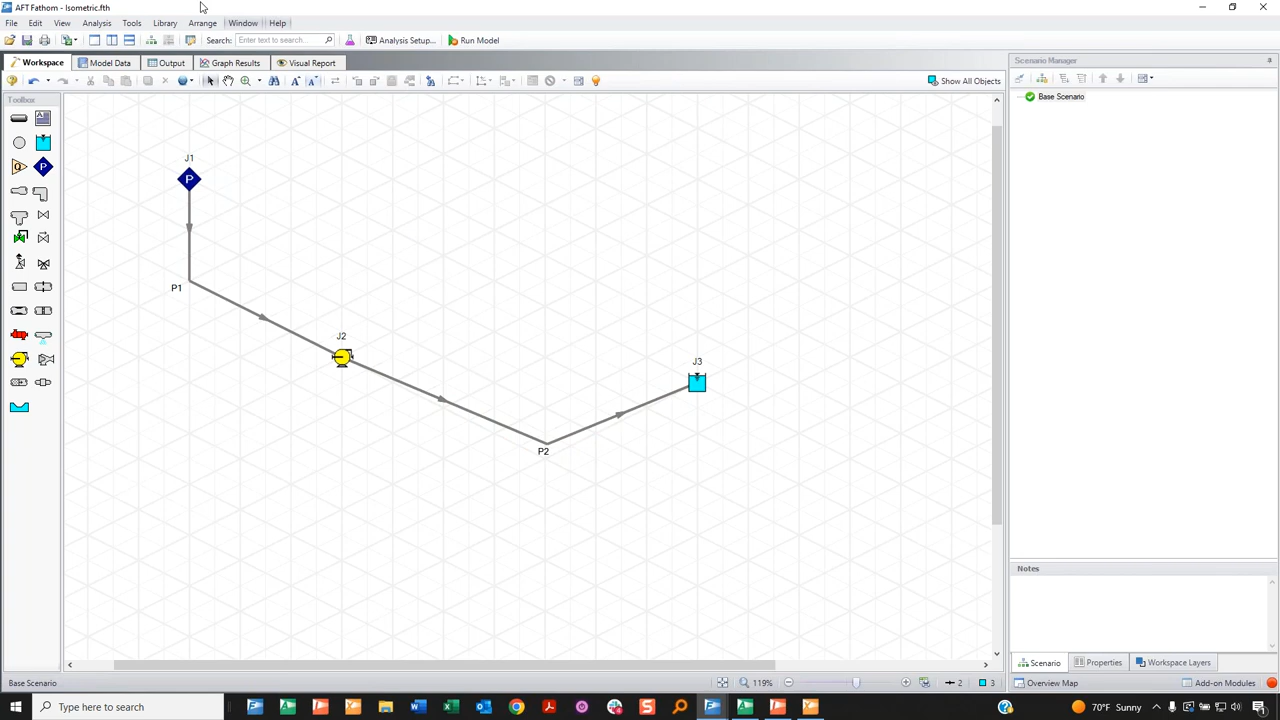 AFT Fathom - Isometric.fth
File Edit View Analysis Tools Library Arrange Window Help
Search: Enter text to search... Analysis Setup... Run Model
Workspace Model Data Output Graph Results Visual Report
Show All Objects
Toolbox
J1
P
P1
J2
J3
P2
Scenario Manager
Base Scenario
Notes
Scenario Properties Workspace Layers
Base Scenario 119% 2 3 Overview Map Add-on Modules
Type here to search 70°F Sunny